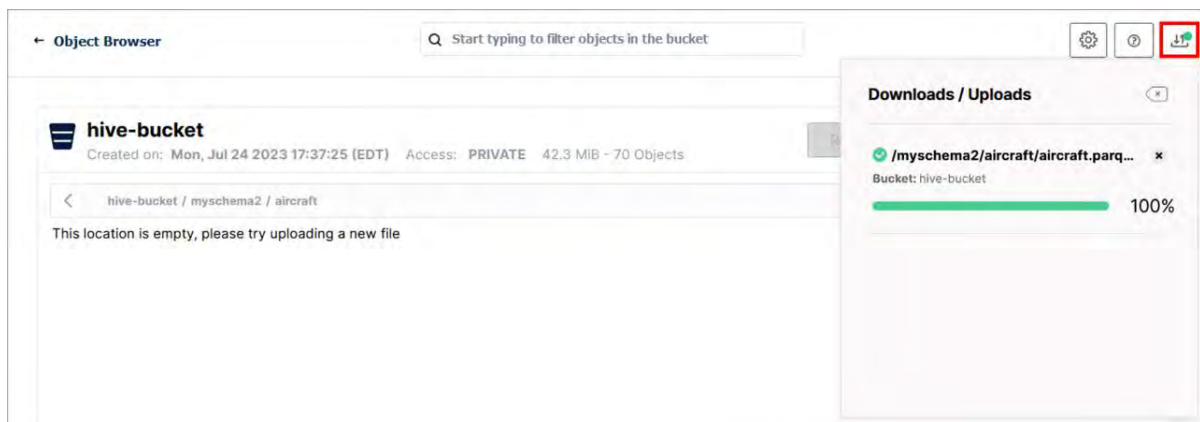 ← Object Browser
Start typing to filter objects in the bucket
Downloads / Uploads
hive-bucket
Created on: Mon, Jul 24 2023 17:37:25 (EDT) Access: PRIVATE 42.3 MiB - 70 Objects
/myschema2/aircraft/aircraft.parq...
Bucket: hive-bucket
100%
hive-bucket / myschema2 / aircraft
This location is empty, please try uploading a new file